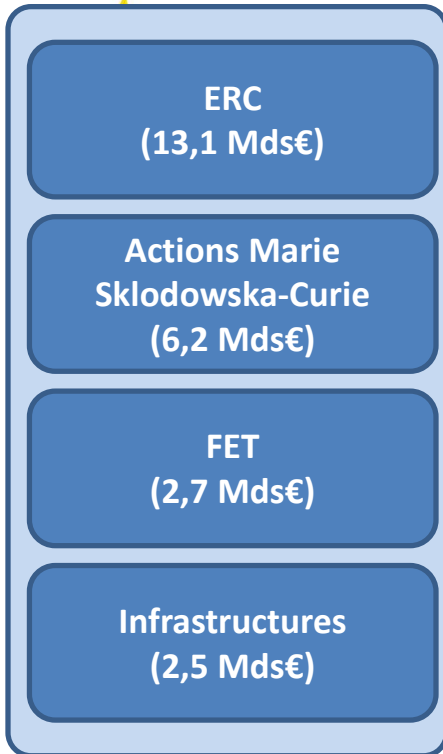 ERC
(13,1 Mds€)
Actions Marie
Sklodowska-Curie
(6,2 Mds€)
FET
(2,7 Mds€)
Infrastructures
(2,5 Mds€)